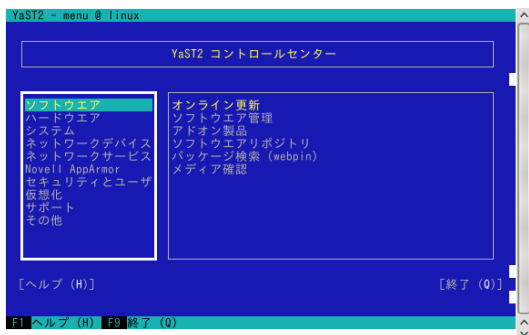 YaST2 - menu @ linux
YaST2 コントロールセンター
ソフトウエア
ハードウエア
システム
ネットワークデバイス
ネットワークサービス
Novell AppArmor
セキュリティとユーザ
仮想化
サポート
その他
オンライン更新
ソフトウエア管理
アドオン製品
ソフトウエアリポジトリ
パッケージ検索 (webpin)
メディア確認
[ヘルプ (H)]
[終了 (Q)]
F1 ヘルプ (H) F9 終了 (Q)